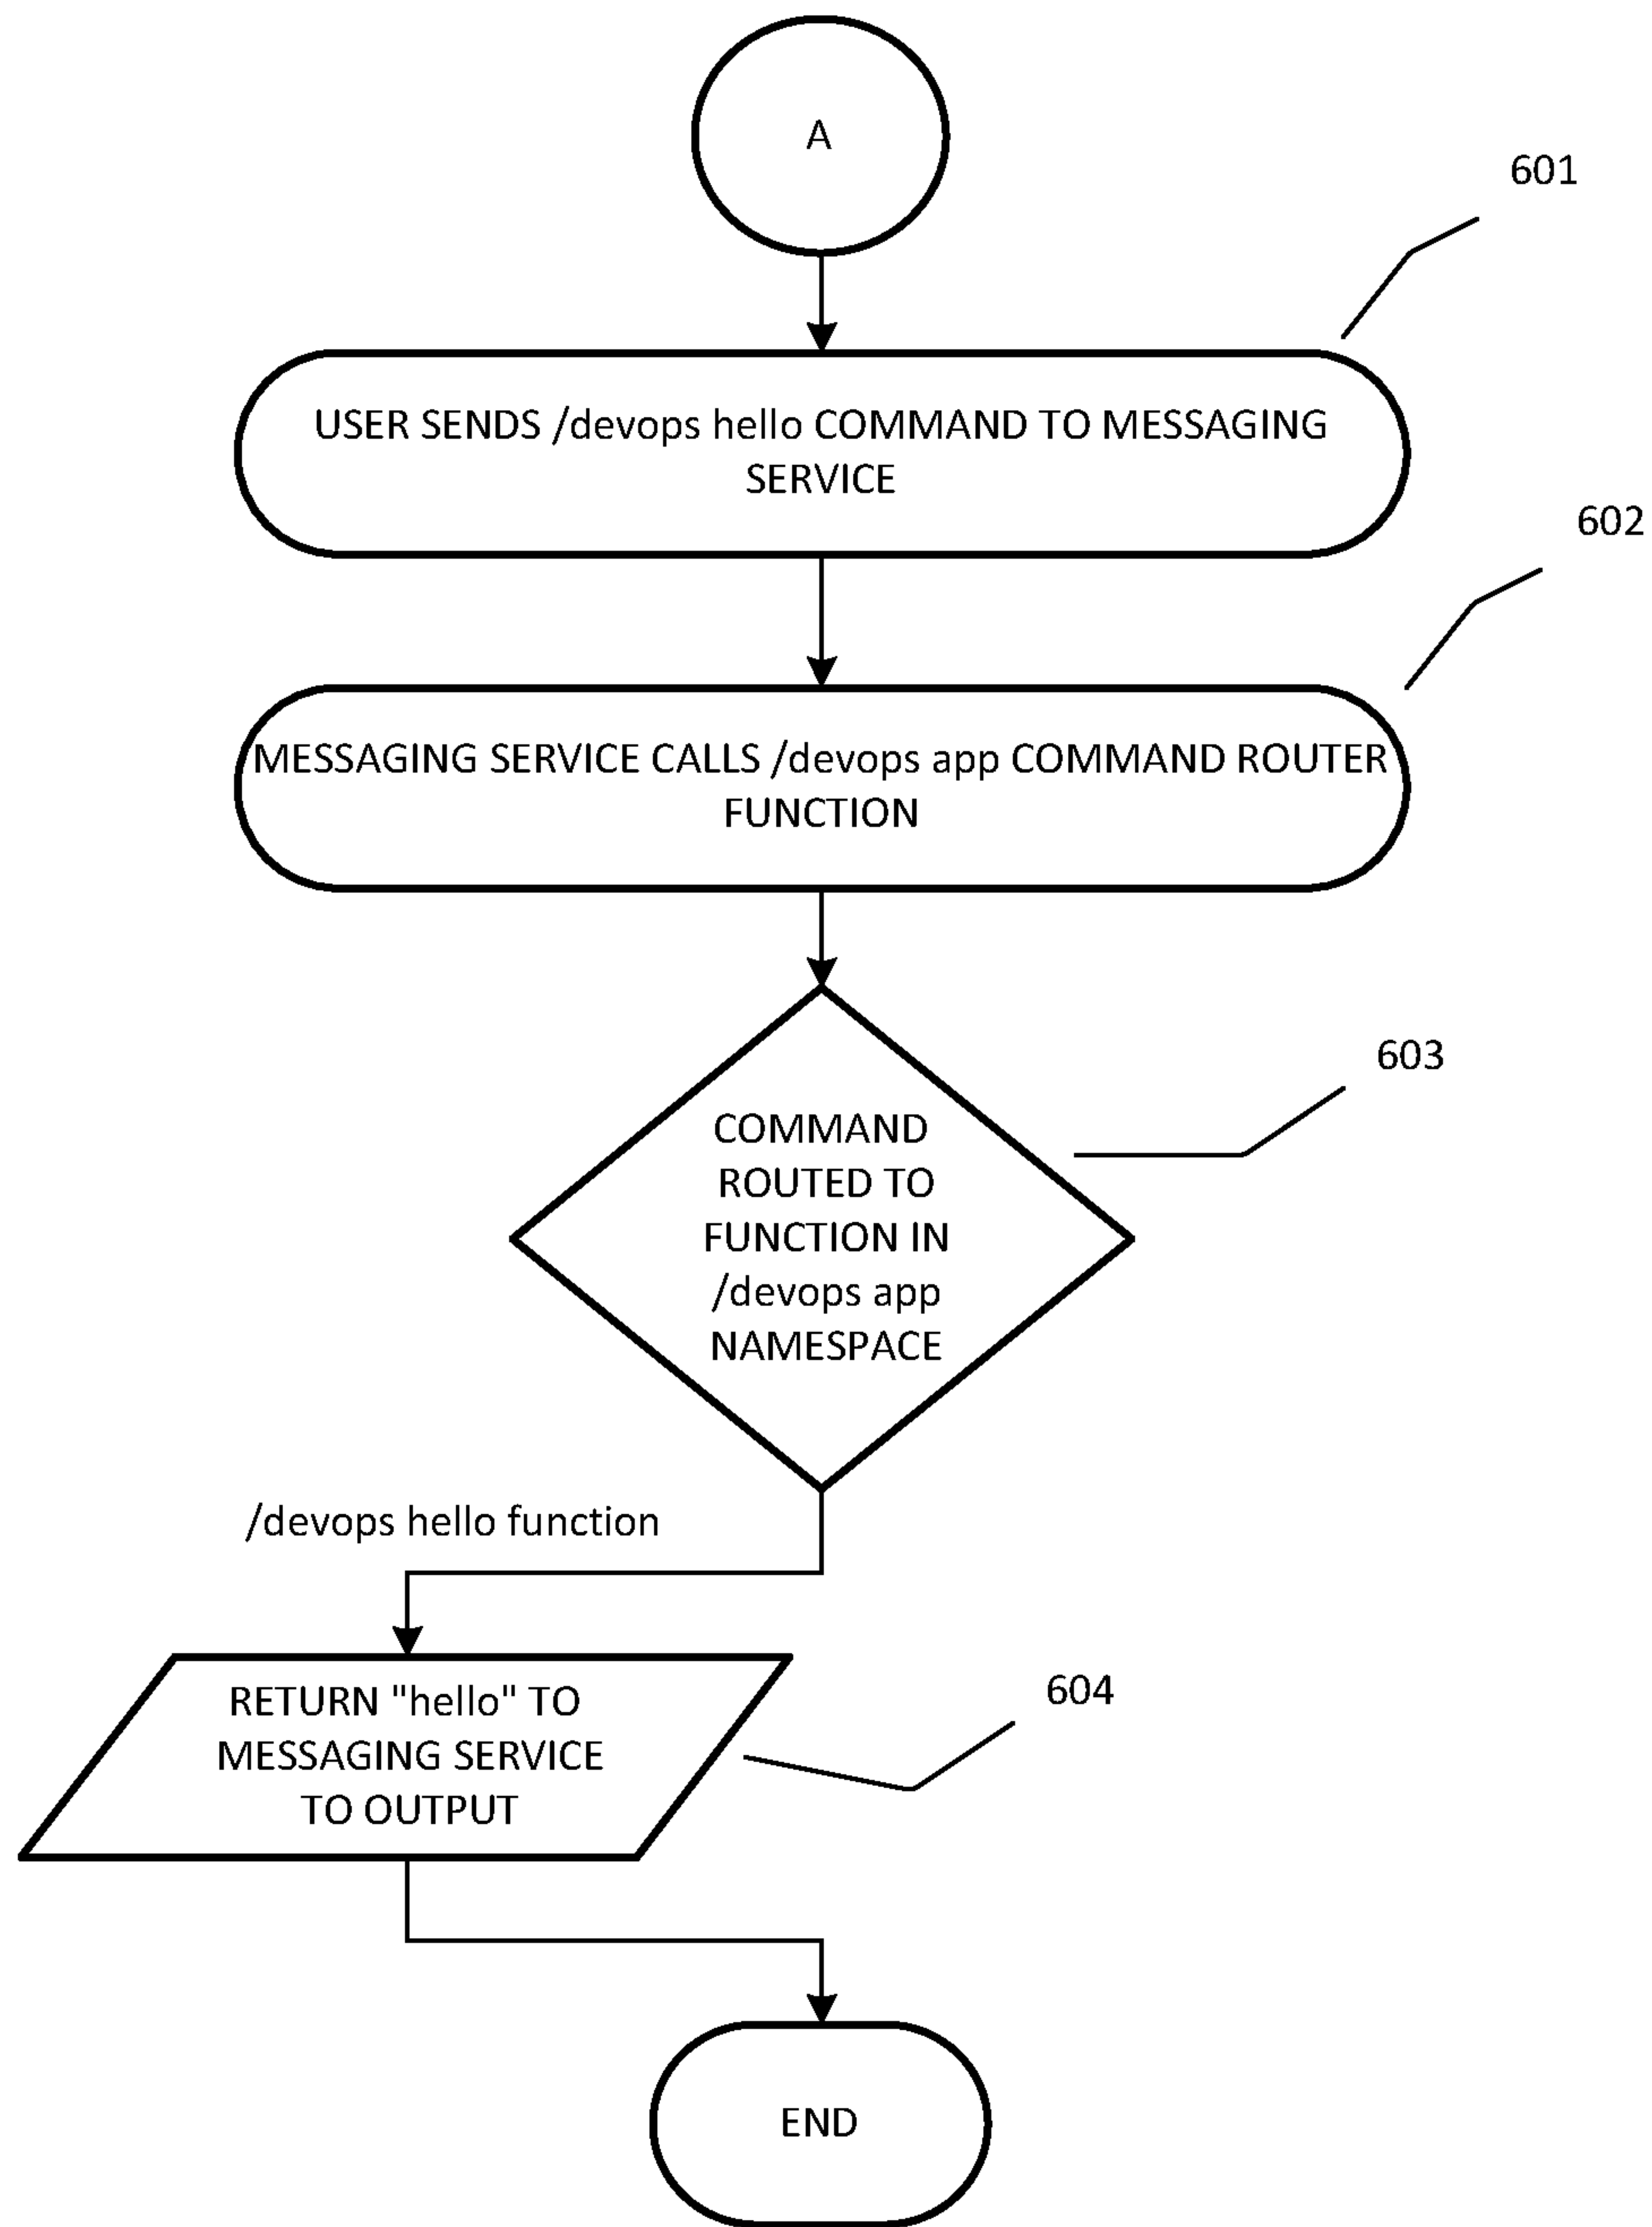 A
601
USER SENDS /devops hello COMMAND TO MESSAGING
SERVICE
602
MESSAGING SERVICE CALLS /devops app COMMAND ROUTER
FUNCTION
603
COMMAND
ROUTED TO
FUNCTION IN
/devops app
NAMESPACE
/devops hello function
RETURN "hello" TO
MESSAGING SERVICE
TO OUTPUT
604
END